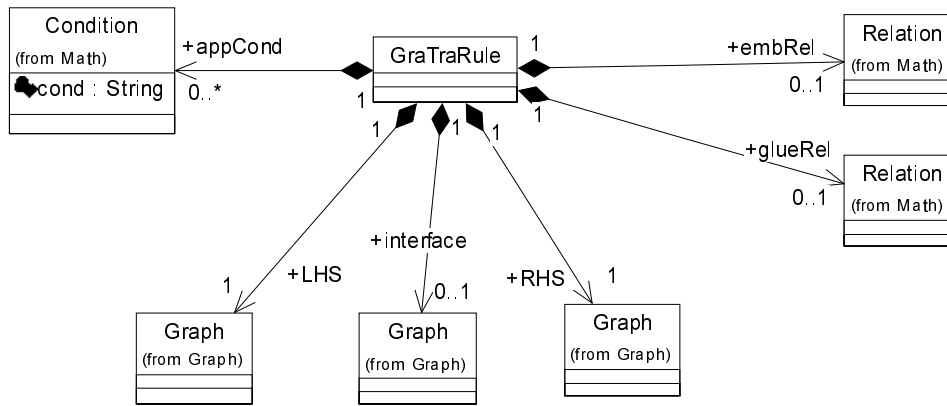 Condition
(from Math)
cond : String
+appCond
0..*
1
GraTraRule
1
+embRel
0..1
Relation
(from Math)
1
+glueRel
0..1
Relation
(from Math)
1
1
1
1
+LHS
+interface
0..1
+RHS
1
Graph
(from Graph)
Graph
(from Graph)
Graph
(from Graph)